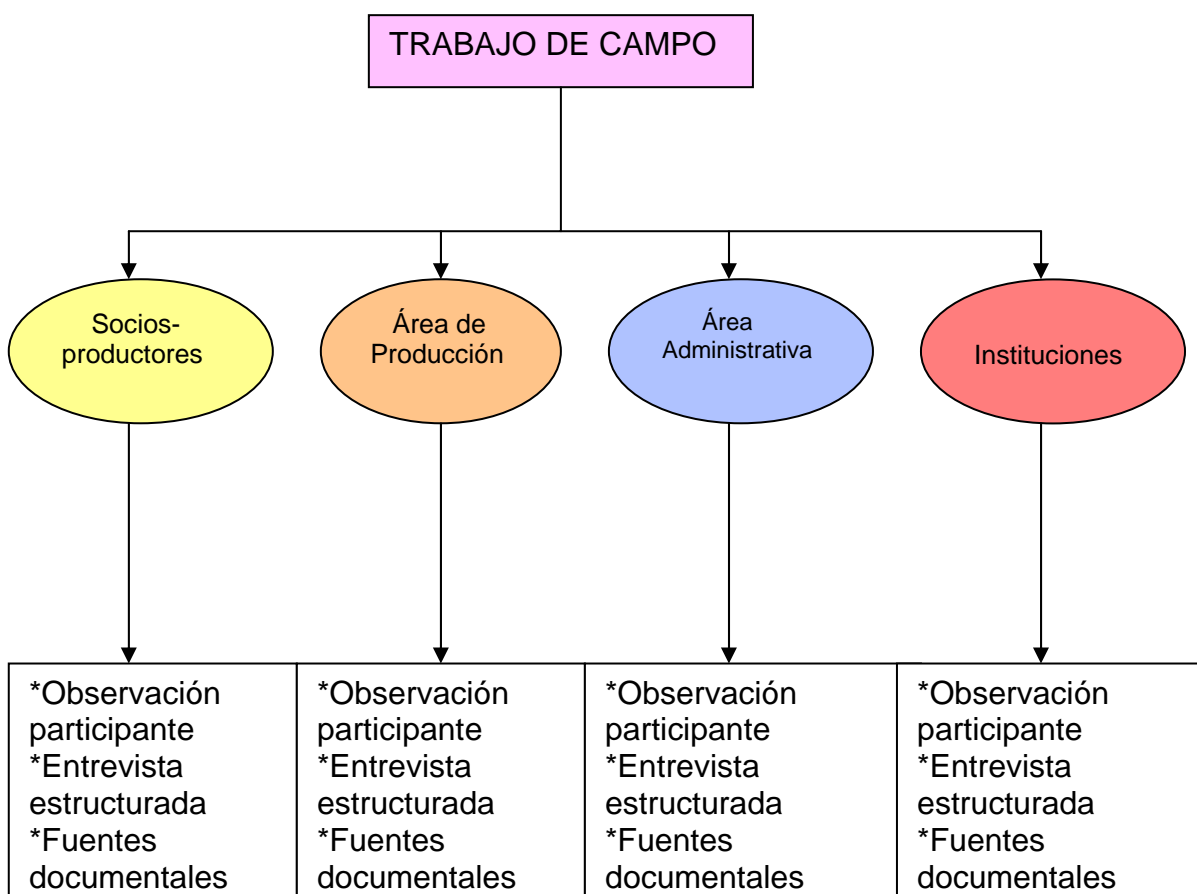 TRABAJO DE CAMPO
Socios-
productores
Área de
Producción
Área
Administrativa
Instituciones
*Observación
participante
*Entrevista
estructurada
*Fuentes
documentales
*Observación
participante
*Entrevista
estructurada
*Fuentes
documentales
*Observación
participante
*Entrevista
estructurada
*Fuentes
documentales
*Observación
participante
*Entrevista
estructurada
*Fuentes
documentales